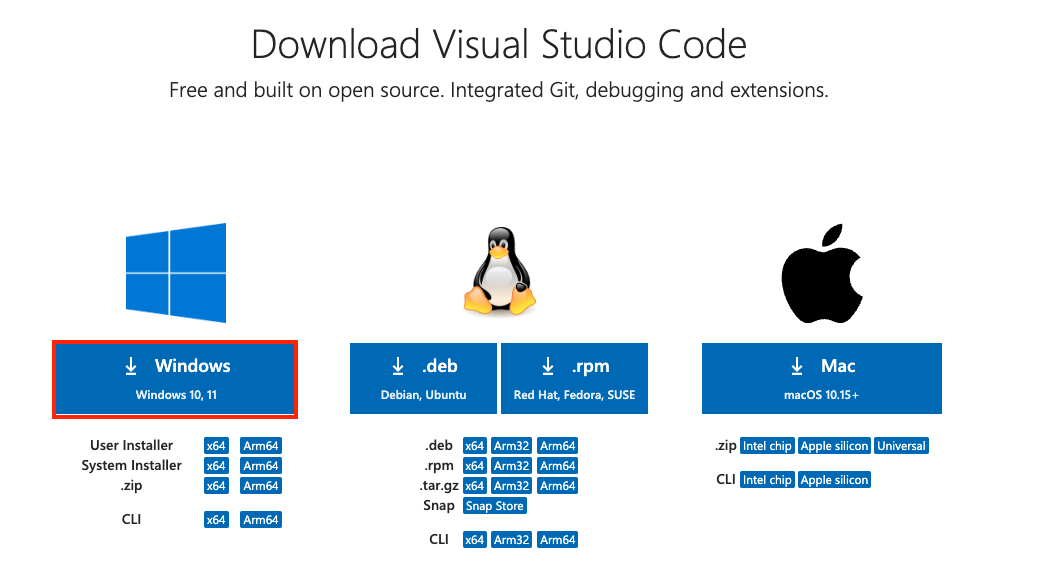 Download Visual Studio Code
Free and built on open source. Integrated Git, debugging and extensions.
Windows
Windows 10, 11
User Installer x64 Arm64
System Installer x64 Arm64
.zip x64 Arm64
CLI x64 Arm64
.deb
Debian, Ubuntu
.rpm
Red Hat, Fedora, SUSE
.deb x64 Arm32 Arm64
.rpm x64 Arm32 Arm64
.tar.gz x64 Arm32 Arm64
Snap Snap Store
CLI x64 Arm32 Arm64
Mac
macOS 10.15+
.zip Intel chip Apple silicon Universal
CLI Intel chip Apple silicon